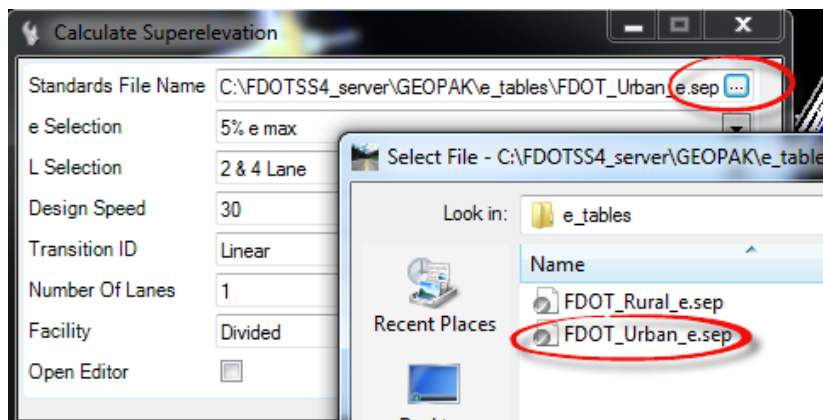 Calculate Superelevation
Standards File Name C:\FDOTSS4_server\GEOPAK\e_tables\FDOT_Urban_e.sep ...
e Selection 5% e max
L Selection 2 & 4 Lane
Design Speed 30
Transition ID Linear
Number Of Lanes 1
Facility Divided
Open Editor
Select File - C:\FDOTSS4_server\GEOPAK\e_table
Look in: e_tables
Name
FDOT_Rural_e.sep
FDOT_Urban_e.sep
Recent Places